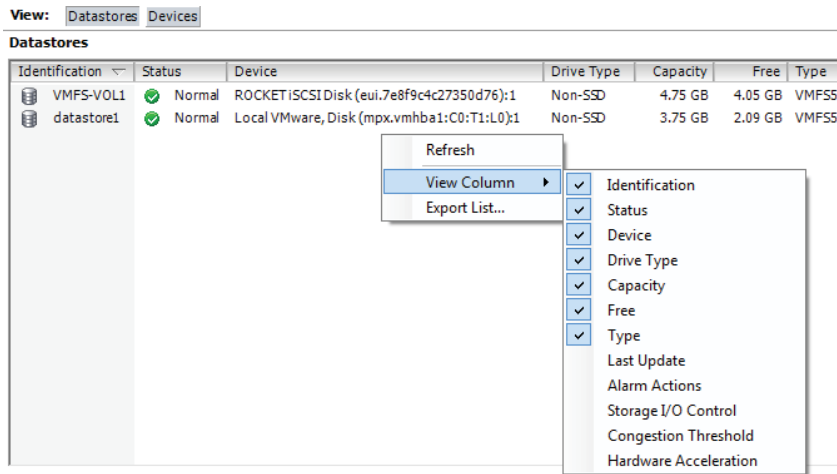 View: Datastores Devices
Datastores
Identification Status Device Drive Type Capacity Free Type
VMFS-VOL1 Normal ROCKET iSCSI Disk (eui.7e8f9c4c27350d76):1 Non-SSD 4.75 GB 4.05 GB VMFS5
datastore1 Normal Local VMware, Disk (mpx.vmhba1:C0:T1:L0):1 Non-SSD 3.75 GB 2.09 GB VMFS5
Refresh
View Column
Export List...
Identification
Status
Device
Drive Type
Capacity
Free
Type
Last Update
Alarm Actions
Storage I/O Control
Congestion Threshold
Hardware Acceleration